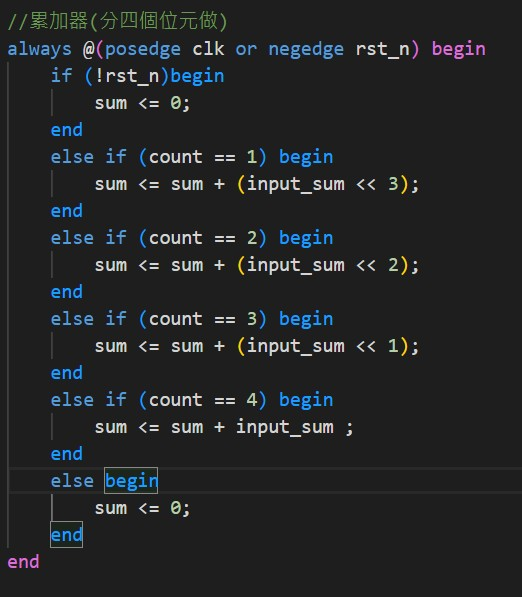 //累加器(分四個位元做)
always @(posedge clk or negedge rst_n) begin
    if (!rst_n)begin
        sum <= 0;
    end
    else if (count == 1) begin
        sum <= sum + (input_sum << 3);
    end
    else if (count == 2) begin
        sum <= sum + (input_sum << 2);
    end
    else if (count == 3) begin
        sum <= sum + (input_sum << 1);
    end
    else if (count == 4) begin
        sum <= sum + input_sum ;
    end
    else begin
        sum <= 0;
    end
end